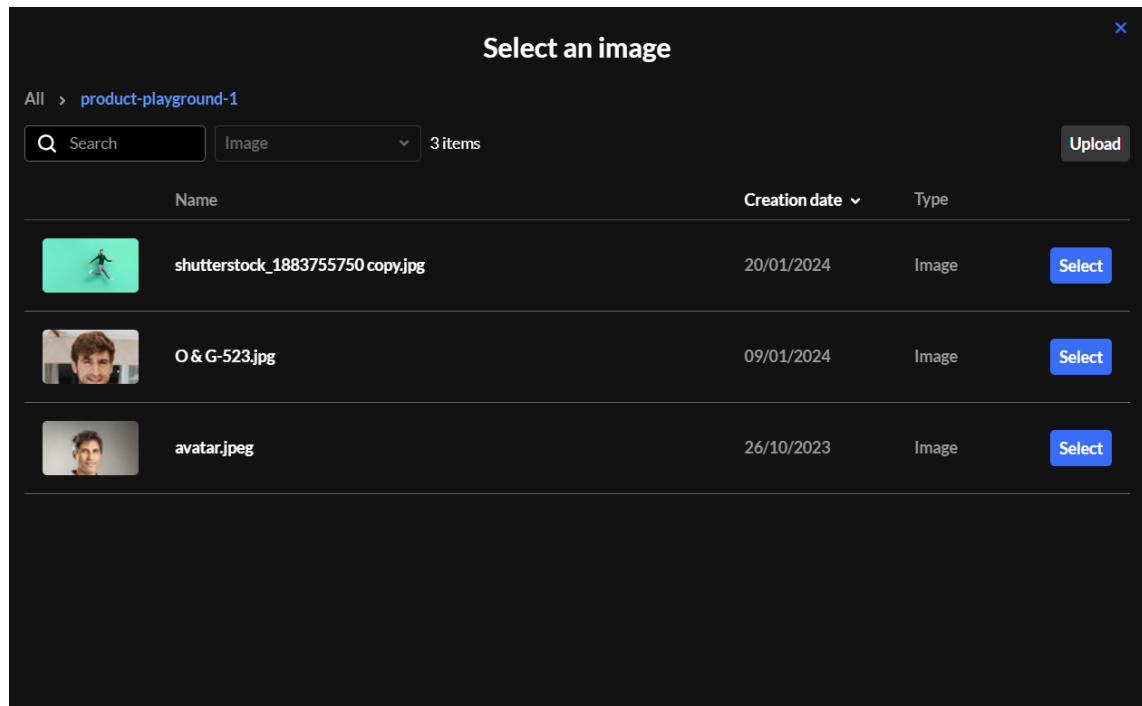 Select an image
All > product-playground-1
Search Image 3 items Upload
Name Creation date Type
shutterstock_1883755750 copy.jpg 20/01/2024 Image Select
O & G-523.jpg 09/01/2024 Image Select
avatar.jpeg 26/10/2023 Image Select